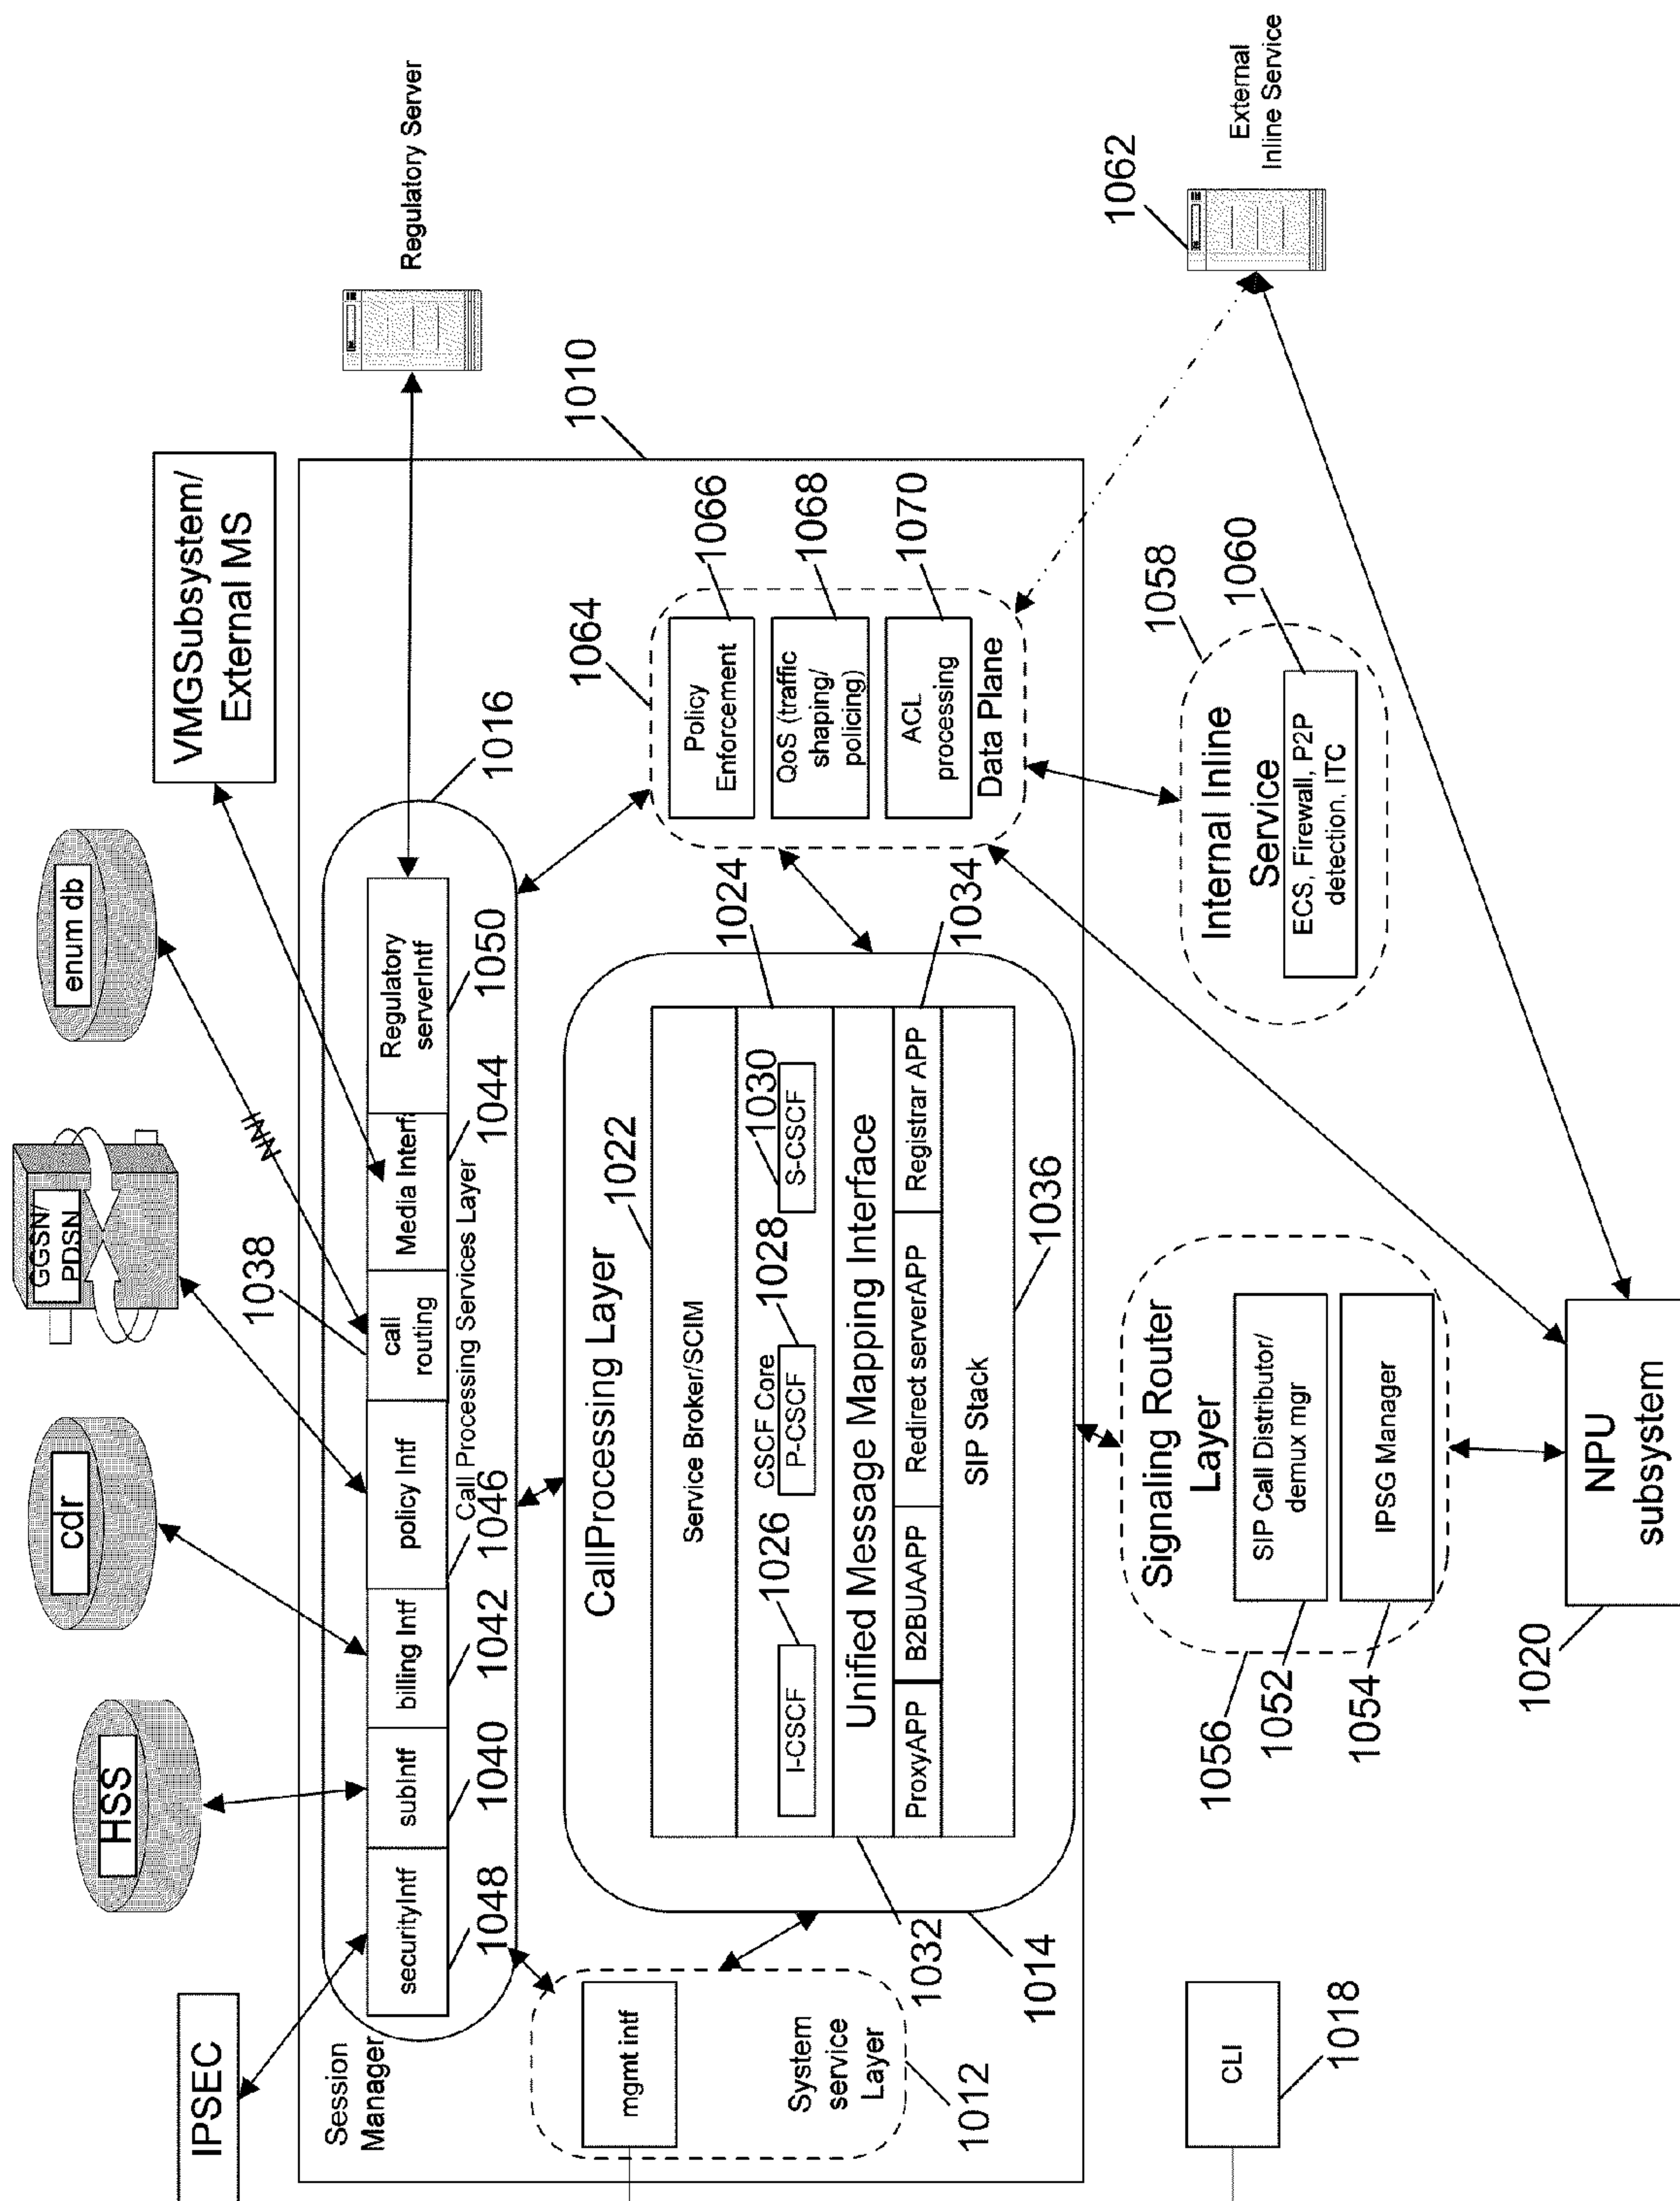 IPSEC
HSS
cdr
GGSN/
PDSN
enum db
VMGSubsystem/
External MS
Regulatory Server
1010
Session
Manager
securityIntf
subIntf
billing Intf
policy Intf
call
routing
Media Interf
Regulatory
serverIntf
Call Processing Services Layer
1048
1040
1042
1046
1038
1044
1050
1016
mgmt intf
System
service
Layer
1012
CallProcessing Layer
1022
Service Broker/SCIM
1024
CSCF Core
I-CSCF
1026
P-CSCF
1028
S-CSCF
1030
Unified Message Mapping Interface
1032
ProxyAPP
B2BUAAPP
Redirect serverAPP
Registrar APP
1034
SIP Stack
1036
1014
1064
Policy
Enforcement
1066
QoS (traffic
shaping/
policing)
1068
ACL
processing
1070
Data Plane
CLI
1018
Signaling Router
Layer
SIP Call Distributor/
demux mgr
IPSG Manager
1056
1052
1054
Internal Inline
Service
ECS, Firewall, P2P
detection, ITC
1058
1060
1062
External
Inline Service
NPU
subsystem
1020